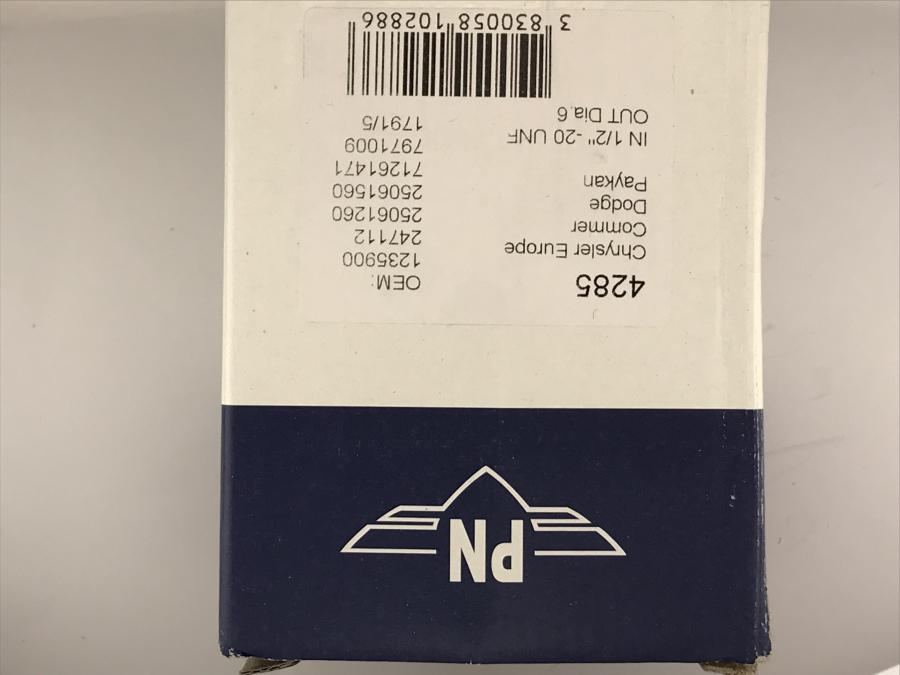 PN
4285
Chrysler Europe
Commer
Dodge
Paykan
IN 1/2" -20 UNF
OUT Dia.6
OEM:
1235900
247112
25061260
25061560
71261471
7971009
1791/5
3 830058 102886